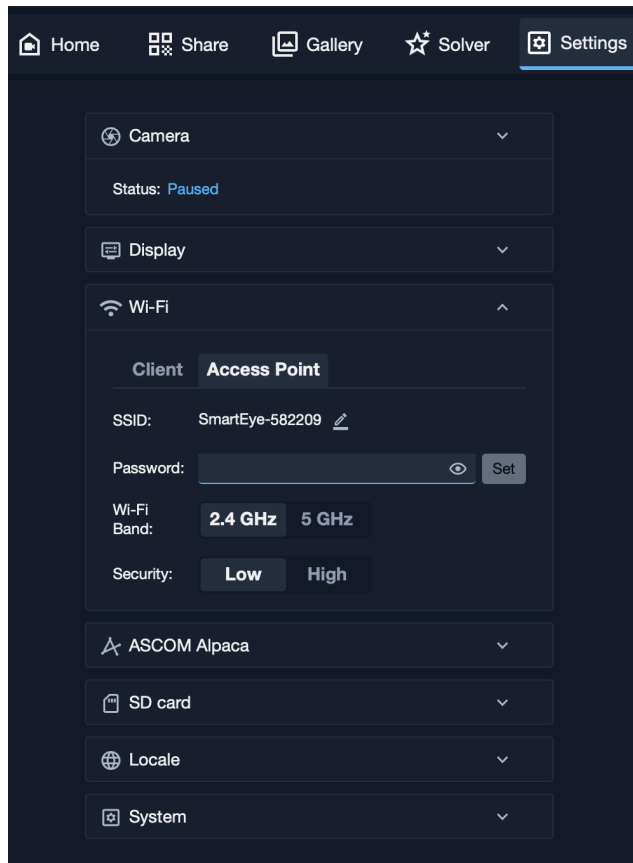 Home Share Gallery Solver Settings
Camera
Status: Paused
Display
Wi-Fi
Client Access Point
SSID: SmartEye-582209
Password: Set
Wi-Fi
Band: 2.4 GHz 5 GHz
Security: Low High
ASCOM Alpaca
SD card
Locale
System